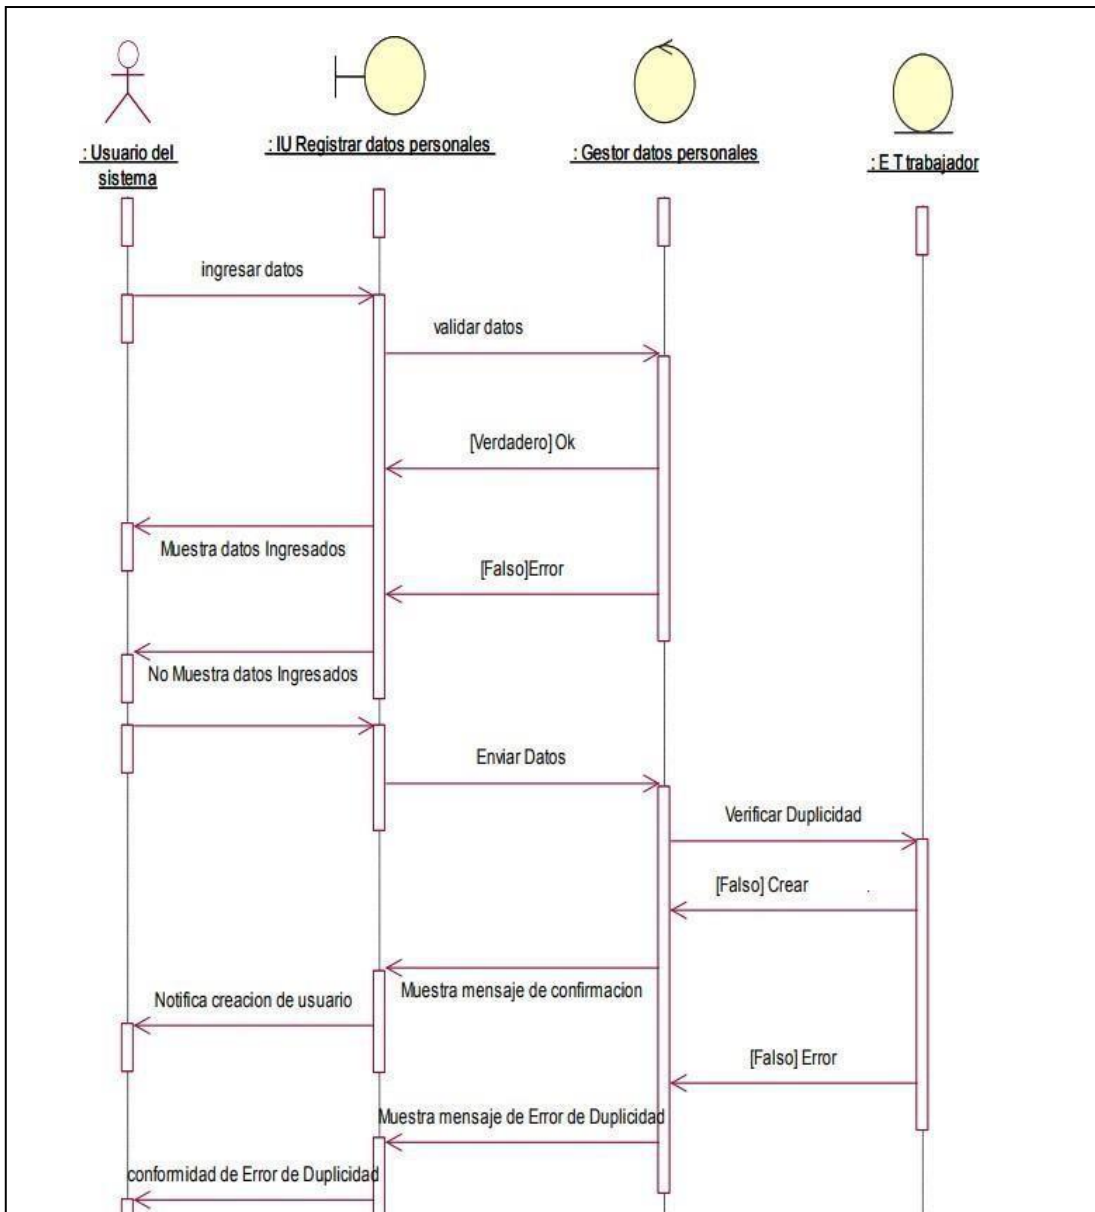 : Usuario del
sistema
: IU Registrar datos personales
: Gestor datos personales
: E T trabajador
ingresar datos
validar datos
[Verdadero] Ok
Muestra datos Ingresados
[Falso]Error
No Muestra datos Ingresados
Enviar Datos
Verificar Duplicidad
[Falso] Crear
Muestra mensaje de confirmacion
Notifica creacion de usuario
[Falso] Error
Muestra mensaje de Error de Duplicidad
conformidad de Error de Duplicidad